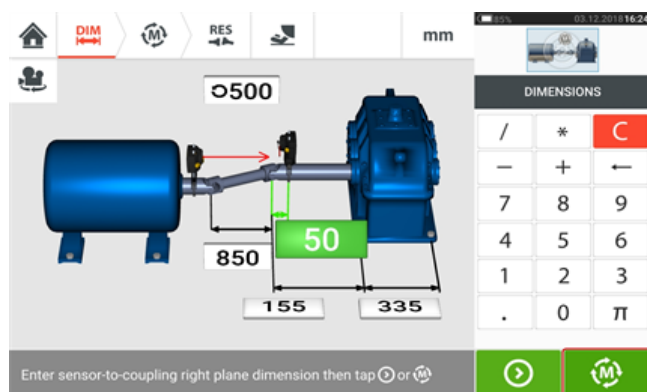 DIM
M
RES
mm
85%
03.12.2018 16:24
DIMENSIONS
500
50
850
155
335
/ * C
− + ←
7 8 9
4 5 6
1 2 3
. 0 π
Enter sensor-to-coupling right plane dimension then tap or M
M